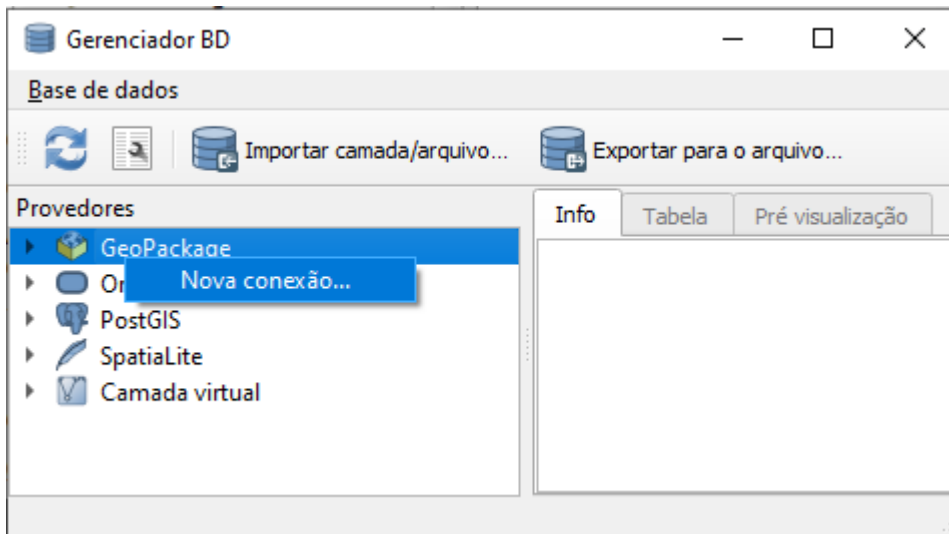 Gerenciador BD
Base de dados
Importar camada/arquivo... Exportar para o arquivo...
Provedores
Info Tabela Pré visualização
GeoPackage
Nova conexão...
PostGIS
SpatiaLite
Camada virtual